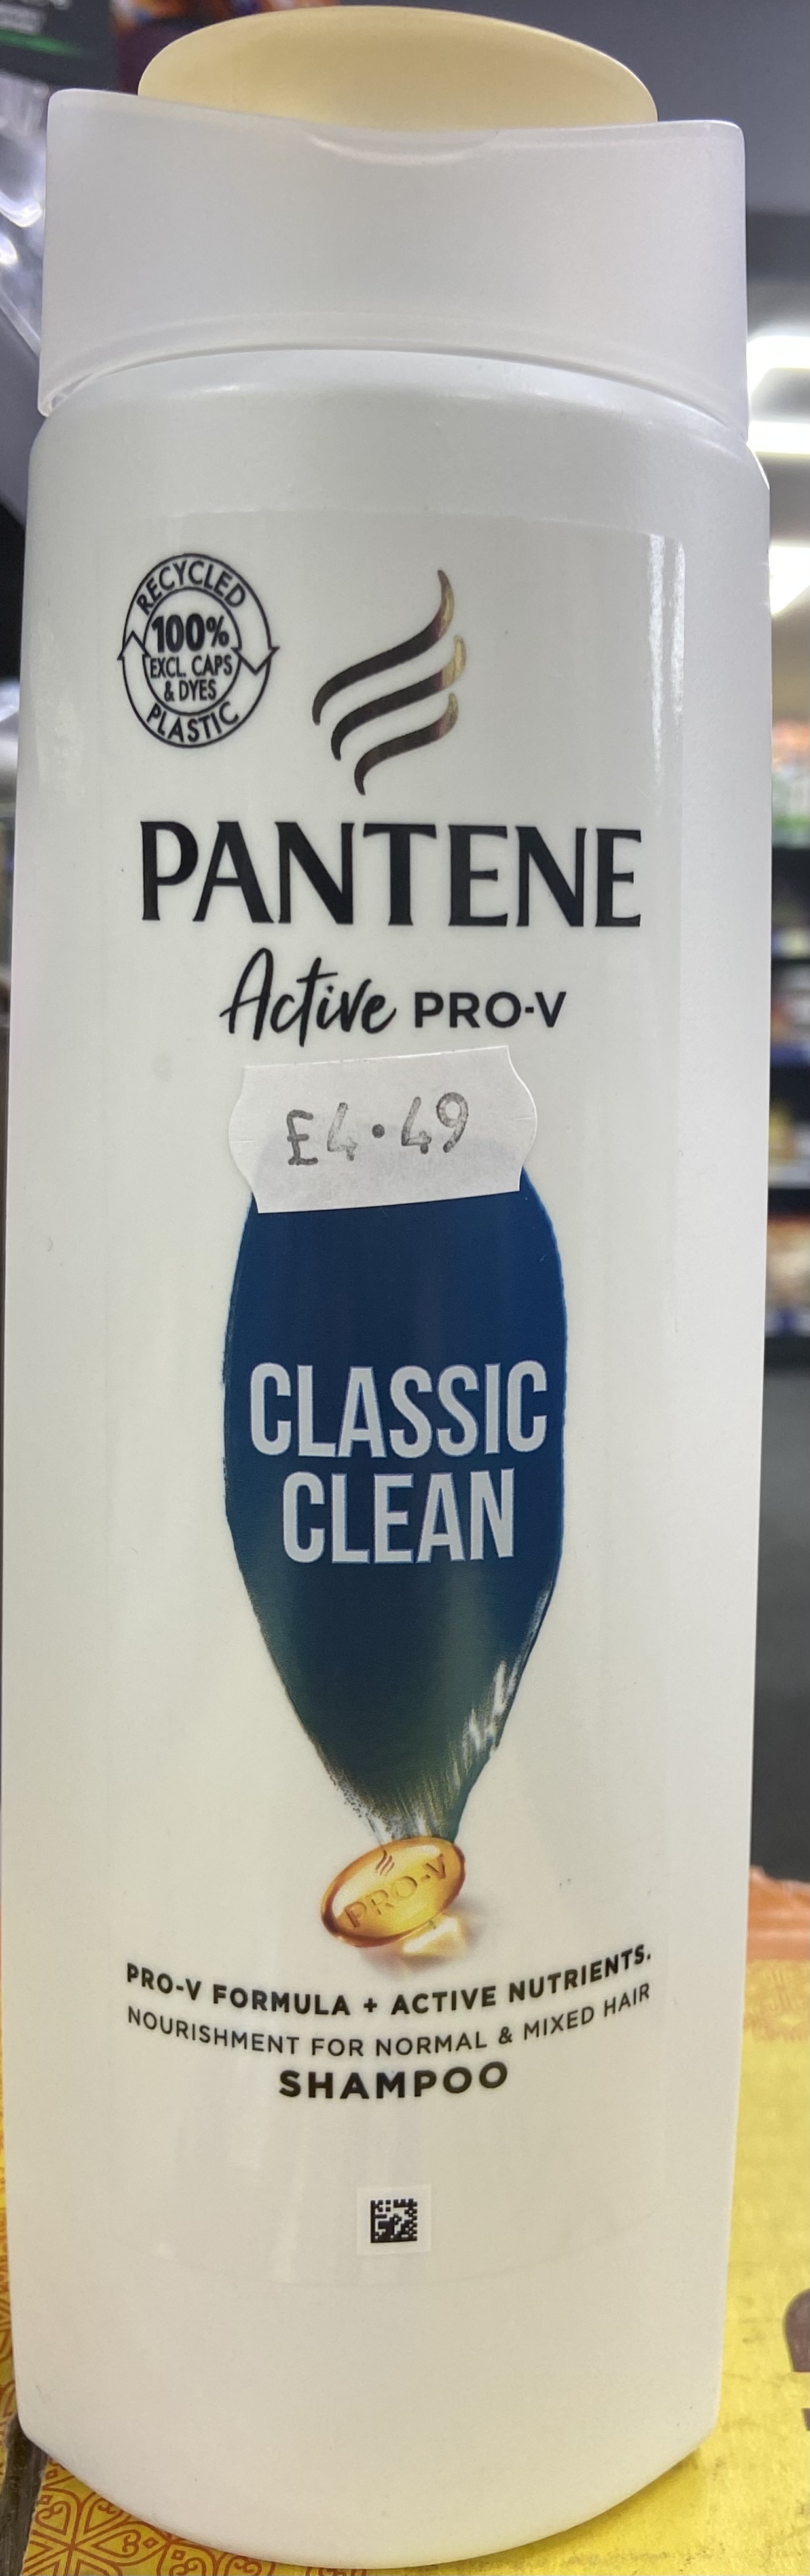 RECYCLED
100%
EXCL. CAPS
& DYES
PLASTIC
PANTENE
Active PRO-V
£4.49
CLASSIC
CLEAN
PRO-V
PRO-V FORMULA + ACTIVE NUTRIENTS.
NOURISHMENT FOR NORMAL & MIXED HAIR
SHAMPOO